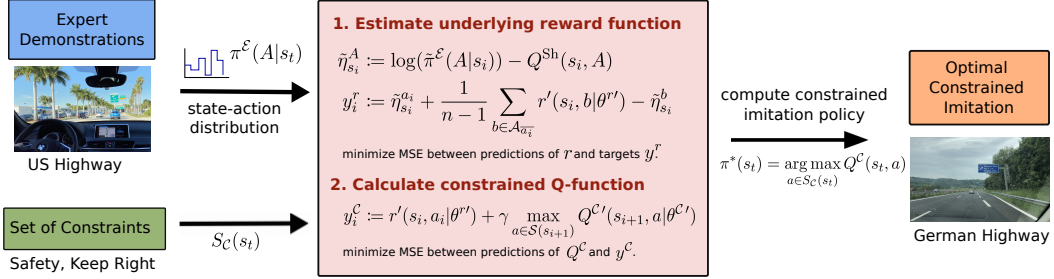 Expert
Demonstrations
US Highway
π^ℰ(A|s_t)
state-action
distribution
Set of Constraints
Safety, Keep Right
S_𝒞(s_t)
1. Estimate underlying reward function
η̃^A_{s_i} := log(π̃^ℰ(A|s_i)) − Q^Sh(s_i, A)
y^r_i := η̃^{a_i}_{s_i} + 1/(n − 1) ∑_{b∈𝒜_{\overline{a_i}}} r′(s_i, b|θ^{r′}) − η̃^b_{s_i}
minimize MSE between predictions of r and targets y^r.
2. Calculate constrained Q-function
y^𝒞_i := r′(s_i, a_i|θ^{r′}) + γ max_{a∈𝒮(s_{i+1})} Q^{𝒞′}(s_{i+1}, a|θ^{𝒞′})
minimize MSE between predictions of Q^𝒞 and y^𝒞.
compute constrained
imitation policy
π*(s_t) = arg max_{a∈S_𝒞(s_t)} Q^𝒞(s_t, a)
Optimal
Constrained
Imitation
German Highway